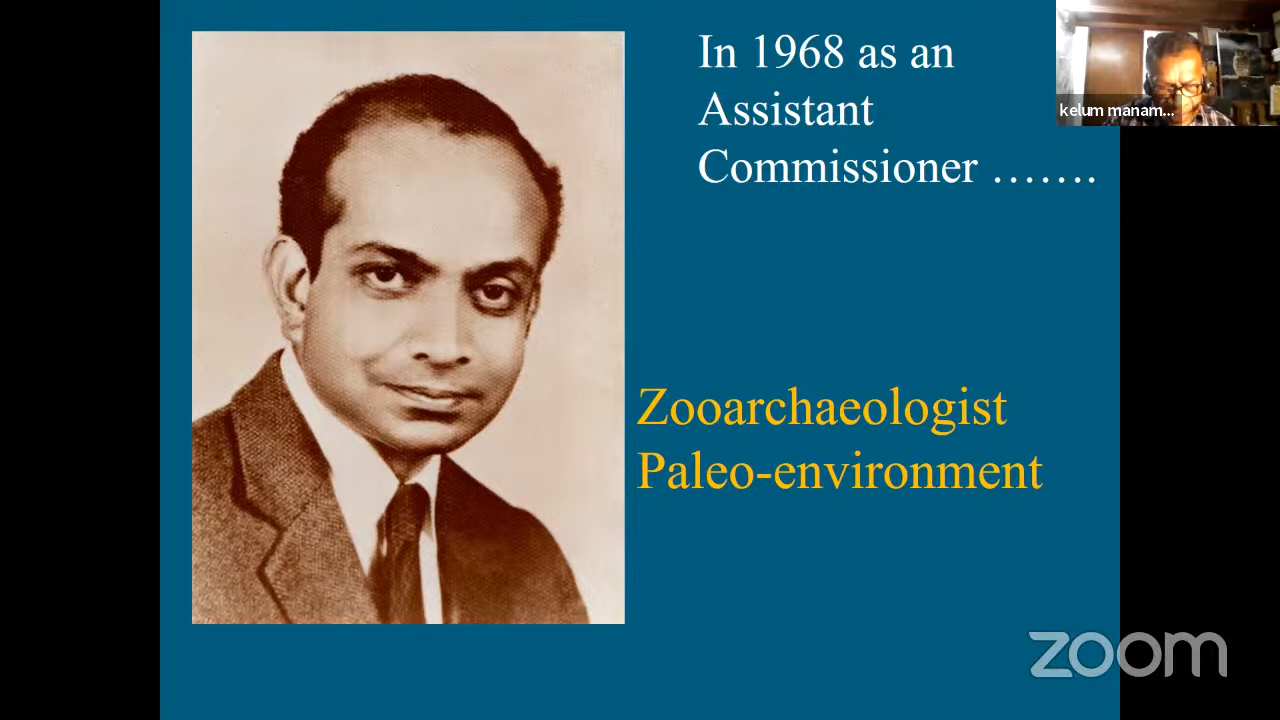 In 1968 as an
Assistant
Commissioner …….
kelum manam...
Zooarchaeologist
Paleo-environment
zoom